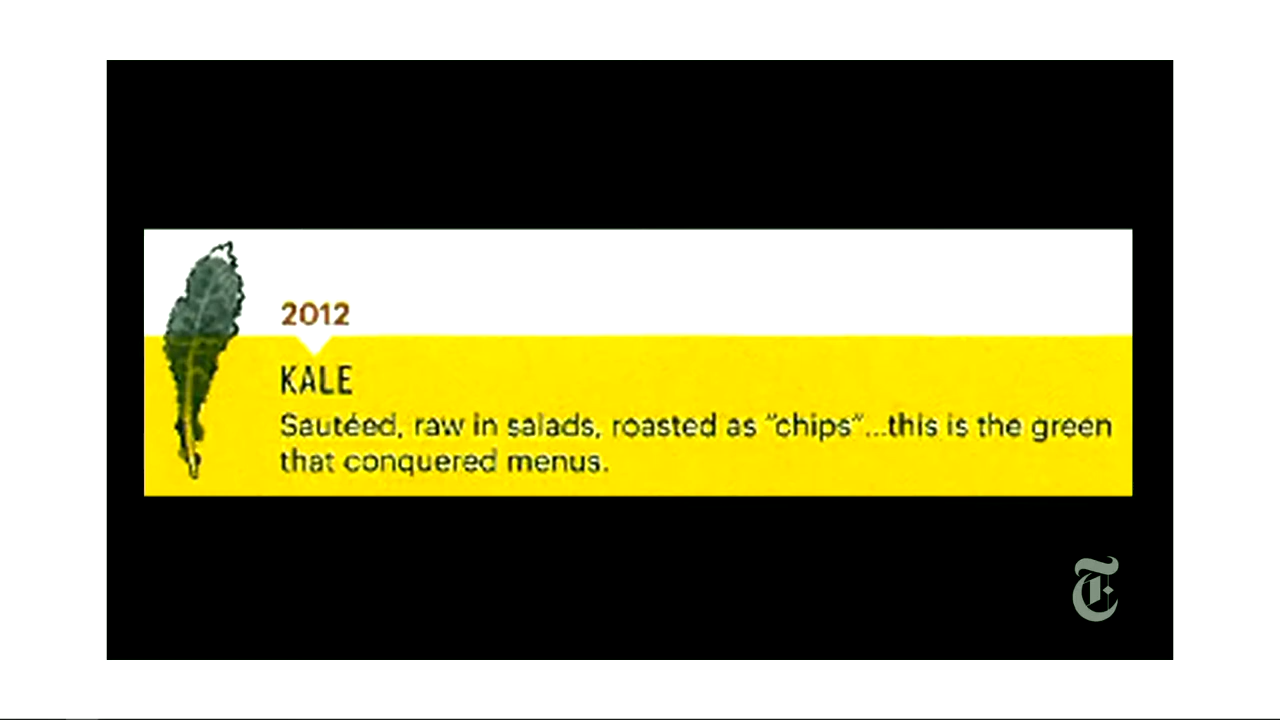 2012
KALE
Sautéed, raw in salads, roasted as “chips”...this is the green
that conquered menus.
T